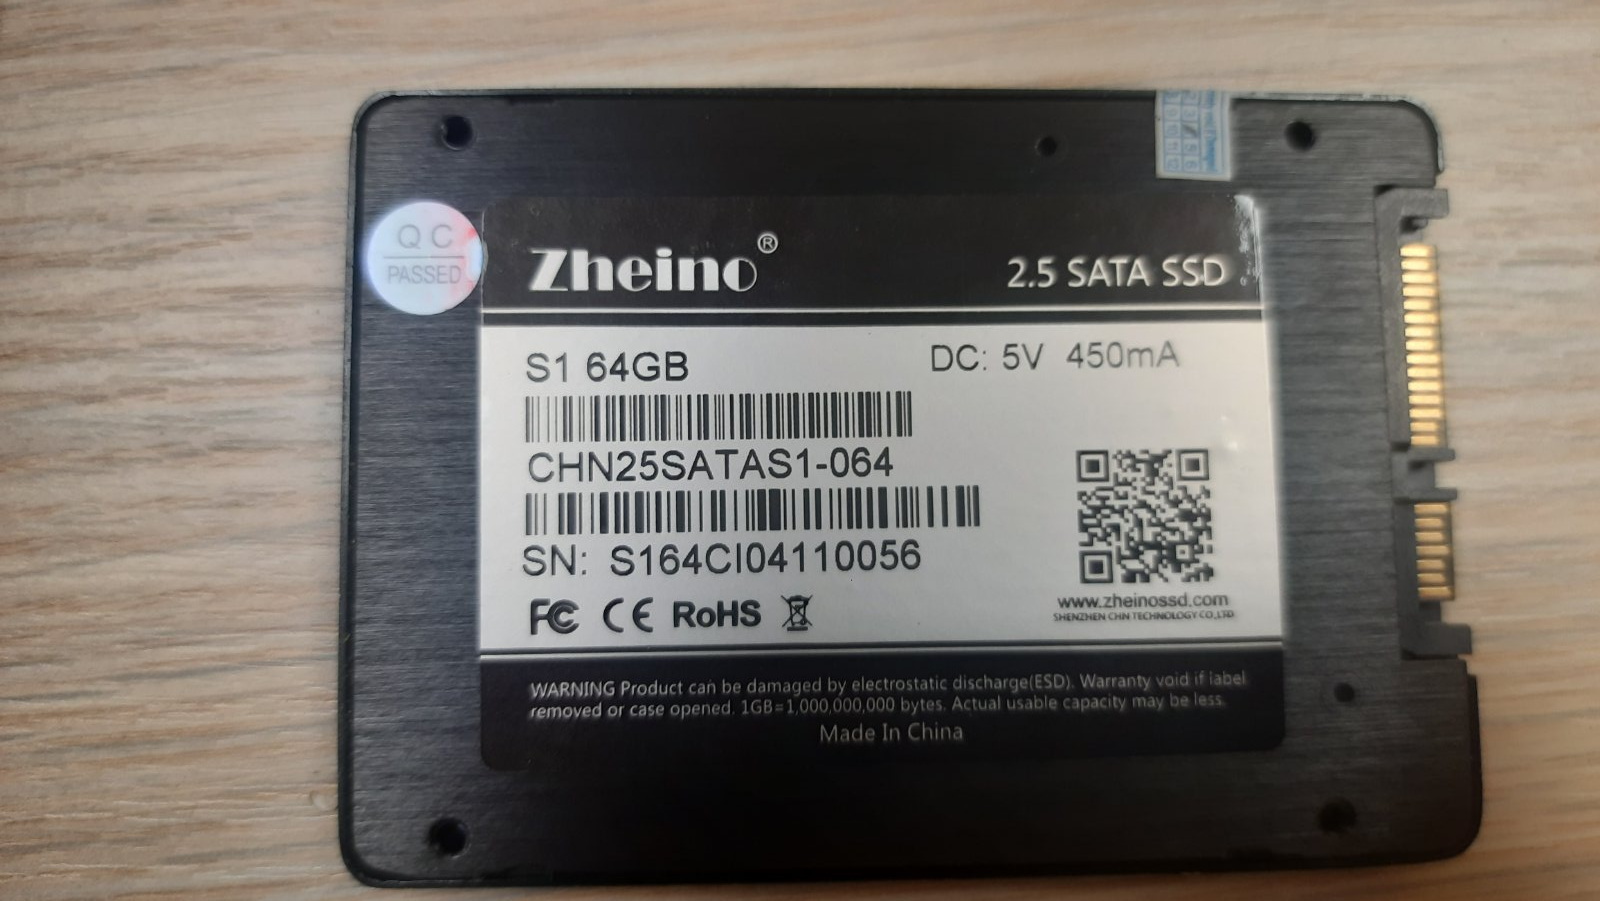 QC
PASSED
Zheino®
2.5 SATA SSD
S1 64GB
DC: 5V 450mA
CHN25SATAS1-064
SN: S164CI04110056
FC CE RoHS
www.zheinossd.com
SHENZHEN CHN TECHNOLOGY CO.,LTD
WARNING Product can be damaged by electrostatic discharge(ESD). Warranty void if label
removed or case opened. 1GB=1,000,000,000 bytes. Actual usable capacity may be less.
Made In China